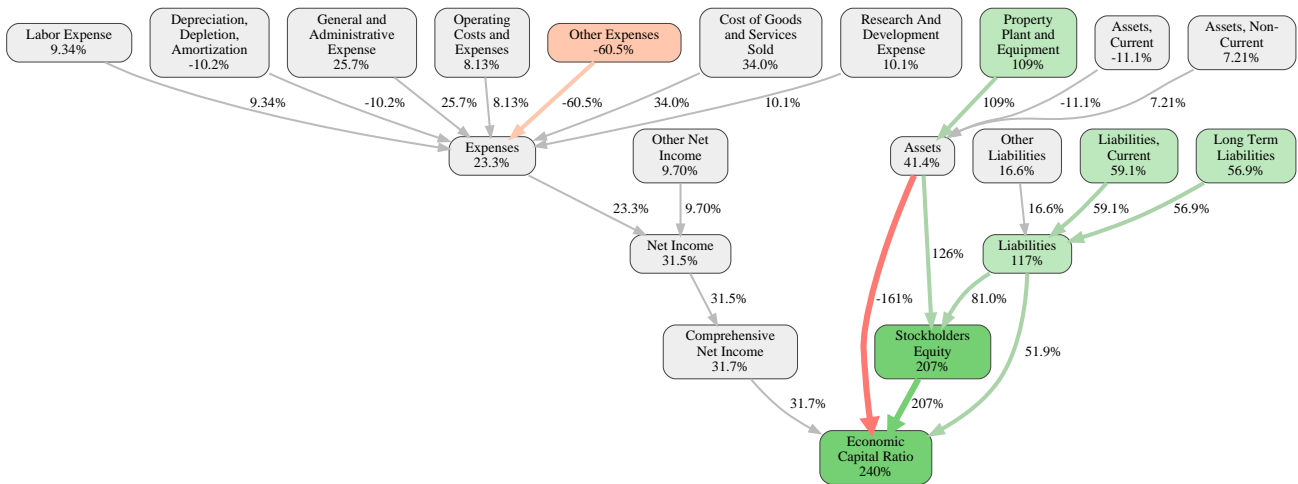 Labor Expense
9.34%
Depreciation,
Depletion,
Amortization
-10.2%
General and
Administrative
Expense
25.7%
Operating
Costs and
Expenses
8.13%
Other Expenses
-60.5%
Cost of Goods
and Services
Sold
34.0%
Research And
Development
Expense
10.1%
Property
Plant and
Equipment
109%
Assets,
Current
-11.1%
Assets, Non-
Current
7.21%
9.34%
-10.2%
25.7%
8.13%
-60.5%
34.0%
10.1%
109%
-11.1%
7.21%
Expenses
23.3%
Other Net
Income
9.70%
Assets
41.4%
Other
Liabilities
16.6%
Liabilities,
Current
59.1%
Long Term
Liabilities
56.9%
23.3%
9.70%
16.6%
59.1%
56.9%
Net Income
31.5%
126%
Liabilities
117%
31.5%
-161%
81.0%
Comprehensive
Net Income
31.7%
Stockholders
Equity
207%
51.9%
31.7%
207%
Economic
Capital Ratio
240%